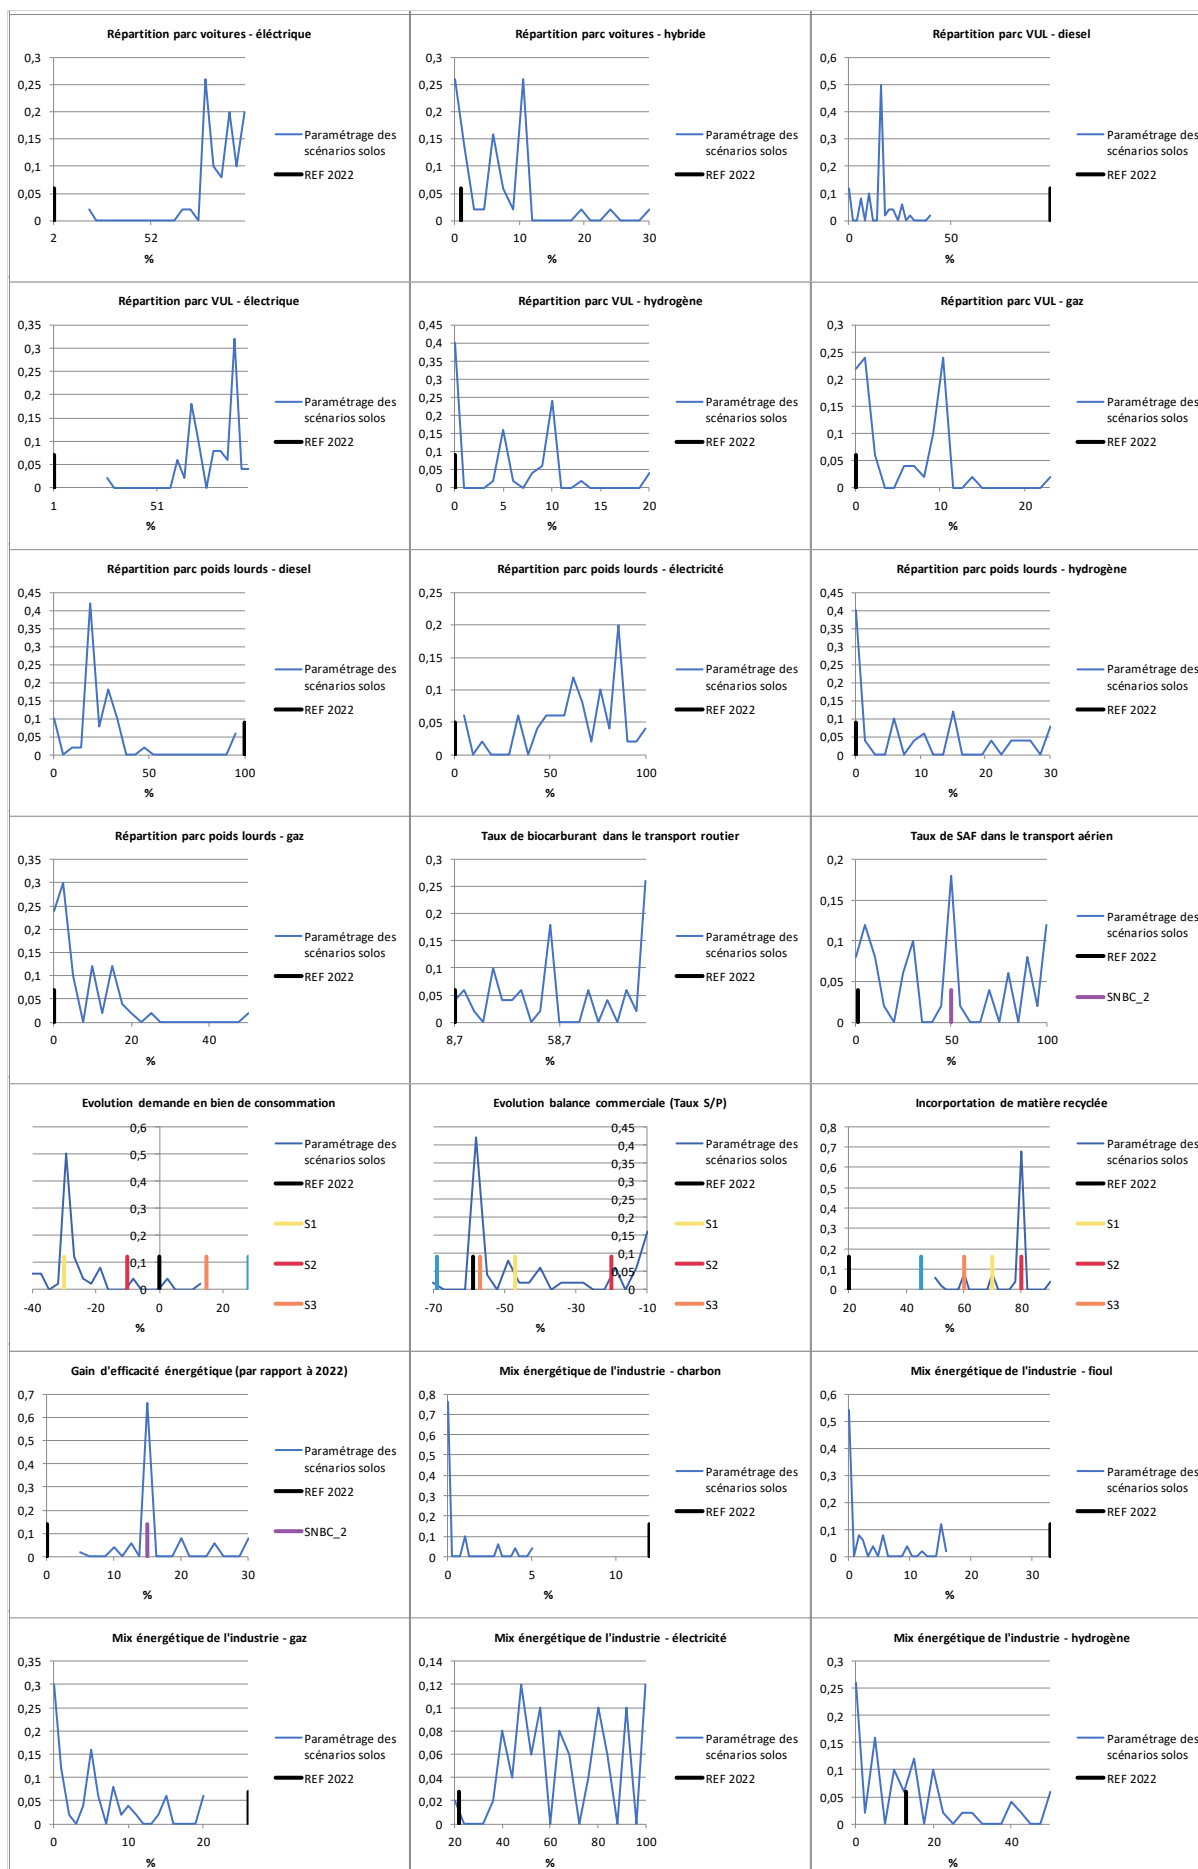 Répartition parc voitures - éléctrique
0,3
0,25
0,2
0,15
0,1
0,05
0
2 52
%
Paramétrage des
scénarios solos
REF 2022
Répartition parc voitures - hybride
0,3
0,25
0,2
0,15
0,1
0,05
0
0 10 20 30
%
Paramétrage des
scénarios solos
REF 2022
Répartition parc VUL - diesel
0,6
0,5
0,4
0,3
0,2
0,1
0
0 50
%
Paramétrage des
scénarios solos
REF 2022
Répartition parc VUL - électrique
0,35
0,3
0,25
0,2
0,15
0,1
0,05
0
1 51
%
Paramétrage des
scénarios solos
REF 2022
Répartition parc VUL - hydrogène
0,45
0,4
0,35
0,3
0,25
0,2
0,15
0,1
0,05
0
0 5 10 15 20
%
Paramétrage des
scénarios solos
REF 2022
Répartition parc VUL - gaz
0,3
0,25
0,2
0,15
0,1
0,05
0
0 10 20
%
Paramétrage des
scénarios solos
REF 2022
Répartition parc poids lourds - diesel
0,45
0,4
0,35
0,3
0,25
0,2
0,15
0,1
0,05
0
0 50 100
%
Paramétrage des
scénarios solos
REF 2022
Répartition parc poids lourds - électricité
0,25
0,2
0,15
0,1
0,05
0
0 50 100
%
Paramétrage des
scénarios solos
REF 2022
Répartition parc poids lourds - hydrogène
0,45
0,4
0,35
0,3
0,25
0,2
0,15
0,1
0,05
0
0 10 20 30
%
Paramétrage des
scénarios solos
REF 2022
Répartition parc poids lourds - gaz
0,35
0,3
0,25
0,2
0,15
0,1
0,05
0
0 20 40
%
Paramétrage des
scénarios solos
REF 2022
Taux de biocarburant dans le transport routier
0,3
0,25
0,2
0,15
0,1
0,05
0
8,7 58,7
%
Paramétrage des
scénarios solos
REF 2022
Taux de SAF dans le transport aérien
0,2
0,15
0,1
0,05
0
0 50 100
%
Paramétrage des
scénarios solos
REF 2022
SNBC_2
Evolution demande en bien de consommation
0,6
0,5
0,4
0,3
0,2
0,1
0
-40 -20 0 20
%
Paramétrage des
scénarios solos
REF 2022
S1
S2
S3
Evolution balance commerciale (Taux S/P)
0,45
0,4
0,35
0,3
0,25
0,2
0,15
0,1
0,05
0
-70 -50 -30 -10
%
Paramétrage des
scénarios solos
REF 2022
S1
S2
S3
Incorportation de matière recyclée
0,8
0,7
0,6
0,5
0,4
0,3
0,2
0,1
0
20 40 60 80
%
Paramétrage des
scénarios solos
REF 2022
S1
S2
S3
Gain d'efficacité énergétique (par rapport à 2022)
0,7
0,6
0,5
0,4
0,3
0,2
0,1
0
0 10 20 30
%
Paramétrage des
scénarios solos
REF 2022
SNBC_2
Mix énergétique de l'industrie - charbon
0,8
0,7
0,6
0,5
0,4
0,3
0,2
0,1
0
0 5 10
%
Paramétrage des
scénarios solos
REF 2022
Mix énergétique de l'industrie - fioul
0,6
0,5
0,4
0,3
0,2
0,1
0
0 10 20 30
%
Paramétrage des
scénarios solos
REF 2022
Mix énergétique de l'industrie - gaz
0,35
0,3
0,25
0,2
0,15
0,1
0,05
0
0 10 20
%
Paramétrage des
scénarios solos
REF 2022
Mix énergétique de l'industrie - électricité
0,14
0,12
0,1
0,08
0,06
0,04
0,02
0
20 40 60 80 100
%
Paramétrage des
scénarios solos
REF 2022
Mix énergétique de l'industrie - hydrogène
0,3
0,25
0,2
0,15
0,1
0,05
0
0 20 40
%
Paramétrage des
scénarios solos
REF 2022